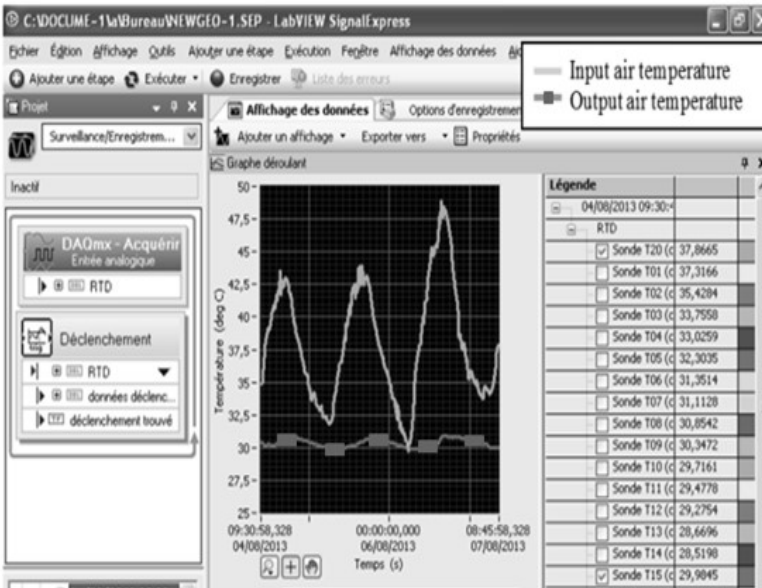 C:\DOCUME~1\a\Bureau\NEWGEO~1.SEP - LabVIEW SignalExpress
Fichier Édition Affichage Outils Ajouter une étape Exécution Fenêtre Affichage des données
Ajouter une étape Exécuter Enregistrer Liste des erreurs
Input air temperature
Output air temperature
Projet
Surveillance/Enregistrem...
Inactif
DAQmx - Acquérir
Entrée analogique
RTD
Déclenchement
RTD
données déclenc...
déclenchement trouvé
Affichage des données Options d'enregistrement
Ajouter un affichage Exporter vers Propriétés
Graphe déroulant
Température (deg C)
50
47,5
45
42,5
40
37,5
35
32,5
30
27,5
25
09:30:58,328 00:00:00,000 08:45:58,328
04/08/2013 06/08/2013 07/08/2013
Temps (s)
Légende
04/08/2013 09:30:4
RTD
Sonde T20 (c 37,8665
Sonde T01 (c 37,3166
Sonde T02 (c 35,4284
Sonde T03 (c 33,7558
Sonde T04 (c 33,0259
Sonde T05 (c 32,3035
Sonde T06 (c 31,3514
Sonde T07 (c 31,1128
Sonde T08 (c 30,8542
Sonde T09 (c 30,3472
Sonde T10 (c 29,7161
Sonde T11 (c 29,4778
Sonde T12 (c 29,2754
Sonde T13 (c 28,6696
Sonde T14 (c 28,5198
Sonde T15 (c 29,9845